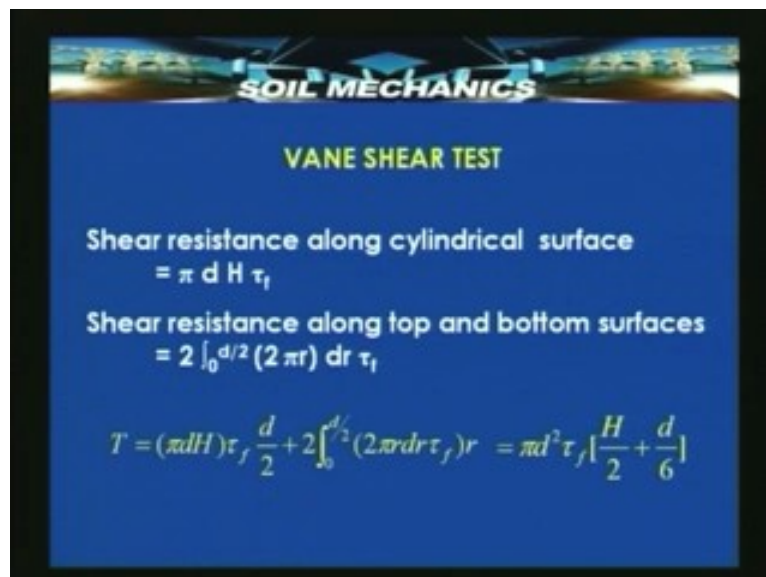 SOIL MECHANICS
VANE SHEAR TEST
Shear resistance along cylindrical surface
= π d H τf
Shear resistance along top and bottom surfaces
= 2 ∫₀d/2 (2 πr) dr τf
T = (πdH)τf d/2 + 2∫₀d/2 (2πrdrτf)r = πd²τf[H/2 + d/6]